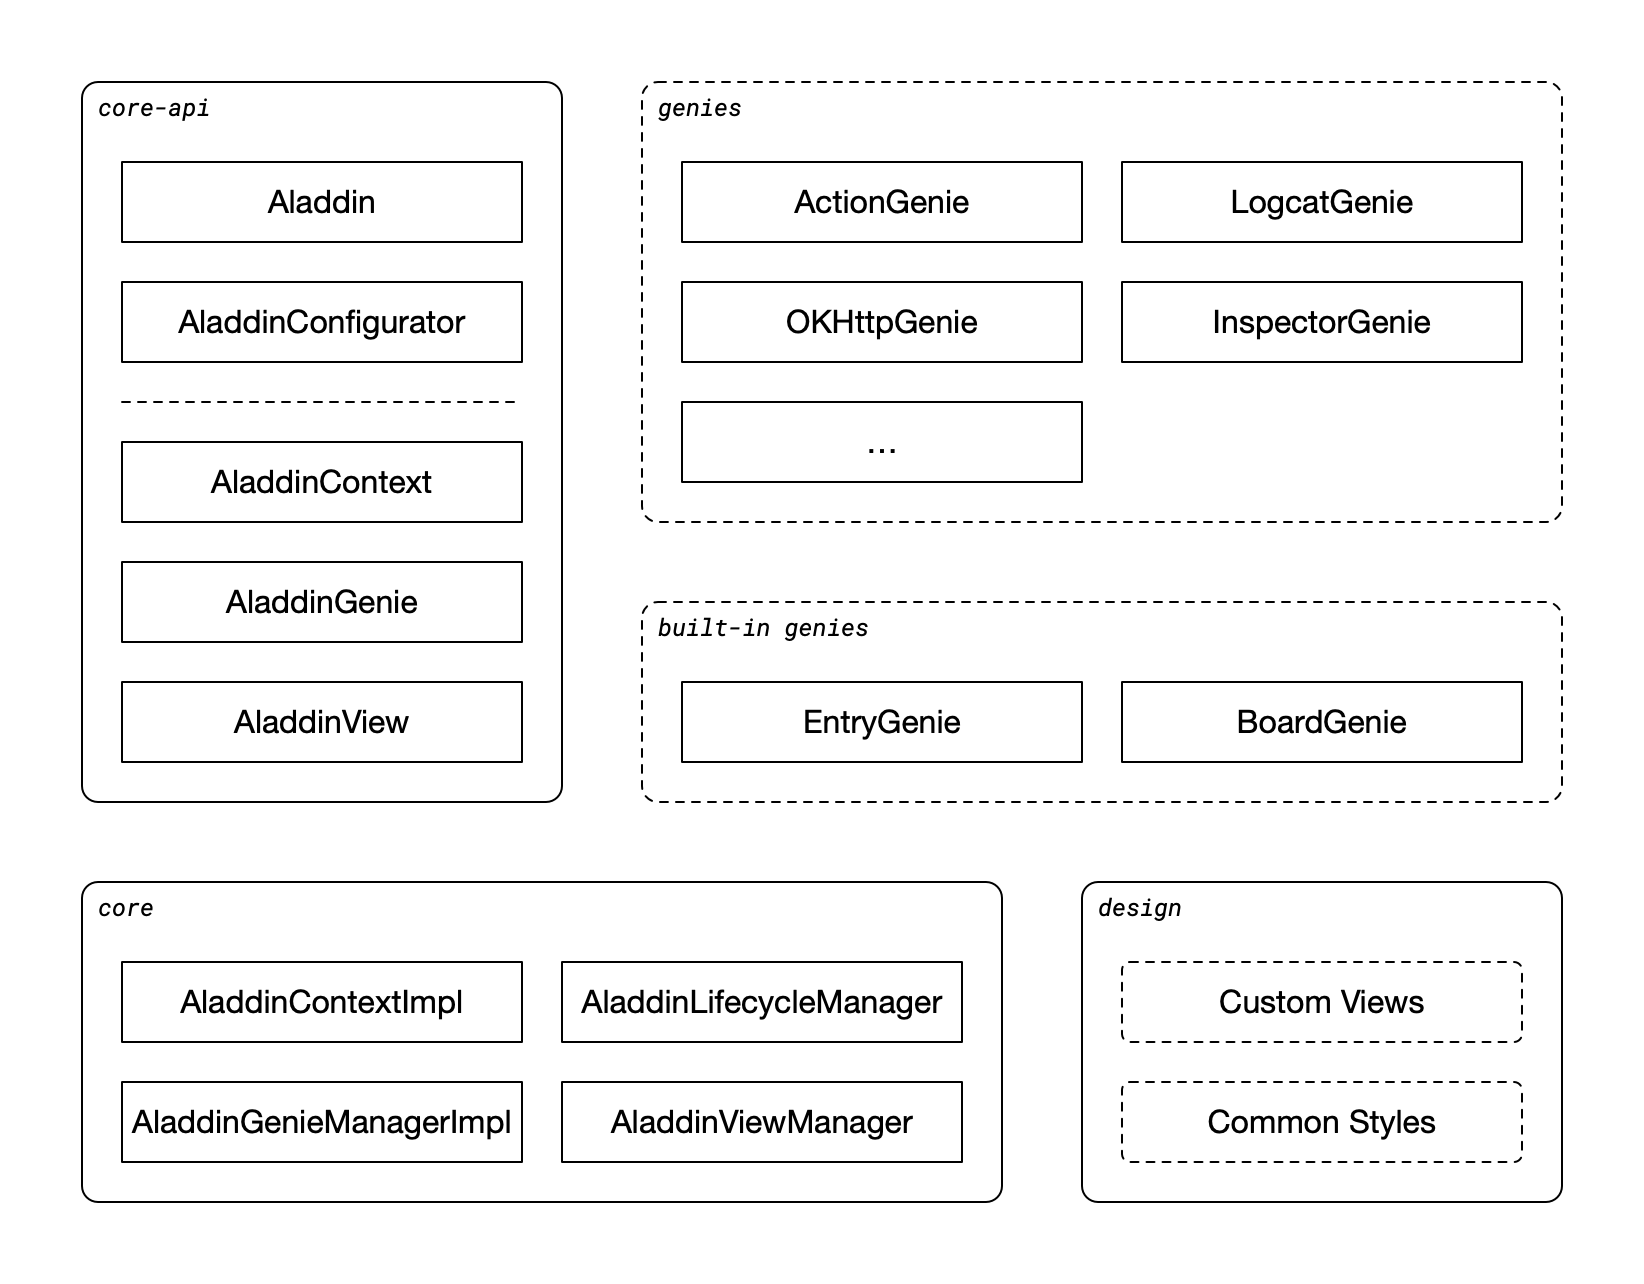 core-api
Aladdin
AladdinConfigurator
AladdinContext
AladdinGenie
AladdinView
genies
ActionGenie
LogcatGenie
OKHttpGenie
InspectorGenie
...
built-in genies
EntryGenie
BoardGenie
core
AladdinContextImpl
AladdinLifecycleManager
AladdinGenieManagerImpl
AladdinViewManager
design
Custom Views
Common Styles